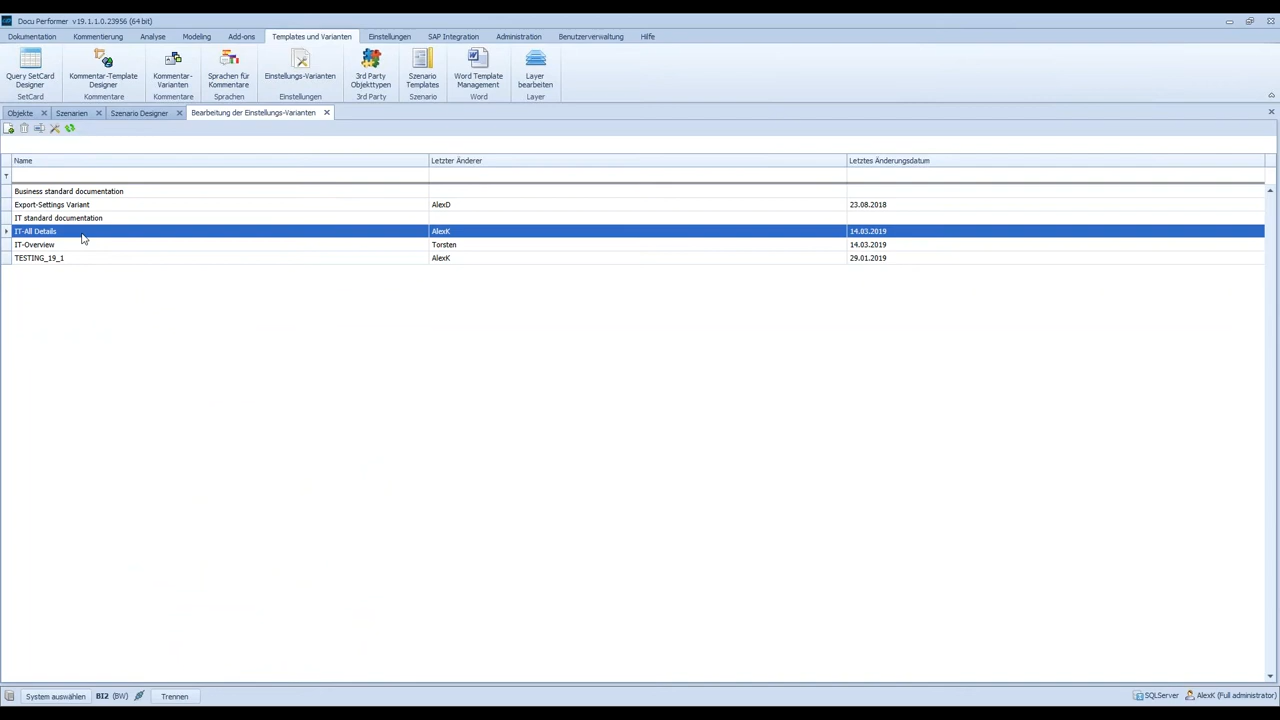 Docu Performer v19.1.1.0.23956 (64 bit)
Dokumentation Kommentierung Analyse Modeling Add-ons Templates und Varianten Einstellungen SAP Integration Administration Benutzerverwaltung Hilfe
Query SetCard Designer
SetCard
Kommentar-Template Designer
Kommentare
Kommentar-Varianten
Kommentare
Sprachen für Kommentare
Sprachen
Einstellungs-Varianten
Einstellungen
3rd Party Objekttypen
3rd Party
Szenario Templates
Szenario
Word Template Management
Word
Layer bearbeiten
Layer
Objekte Szenarien Szenario Designer Bearbeitung der Einstellungs-Varianten
Name Letzter Änderer Letztes Änderungsdatum
Business standard documentation
Export-Settings Variant AlexD 23.08.2018
IT standard documentation
IT-All Details AlexK 14.03.2019
IT-Overview Torsten 14.03.2019
TESTING_19_1 AlexK 29.01.2019
System auswählen BI2 (BW) Trennen SQLServer AlexK (Full administrator)